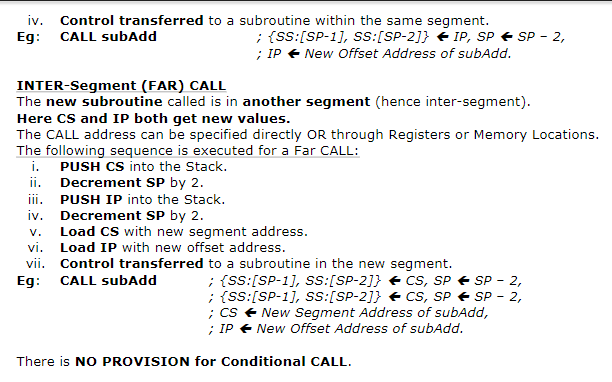 iv. Control transferred to a subroutine within the same segment.
Eg: CALL subAdd ; {SS:[SP-1], SS:[SP-2]} ← IP, SP ← SP – 2,
; IP ← New Offset Address of subAdd.
INTER-Segment (FAR) CALL
The new subroutine called is in another segment (hence inter-segment).
Here CS and IP both get new values.
The CALL address can be specified directly OR through Registers or Memory Locations.
The following sequence is executed for a Far CALL:
i. PUSH CS into the Stack.
ii. Decrement SP by 2.
iii. PUSH IP into the Stack.
iv. Decrement SP by 2.
v. Load CS with new segment address.
vi. Load IP with new offset address.
vii. Control transferred to a subroutine in the new segment.
Eg: CALL subAdd ; {SS:[SP-1], SS:[SP-2]} ← CS, SP ← SP – 2,
; {SS:[SP-1], SS:[SP-2]} ← CS, SP ← SP – 2,
; CS ← New Segment Address of subAdd,
; IP ← New Offset Address of subAdd.
There is NO PROVISION for Conditional CALL.